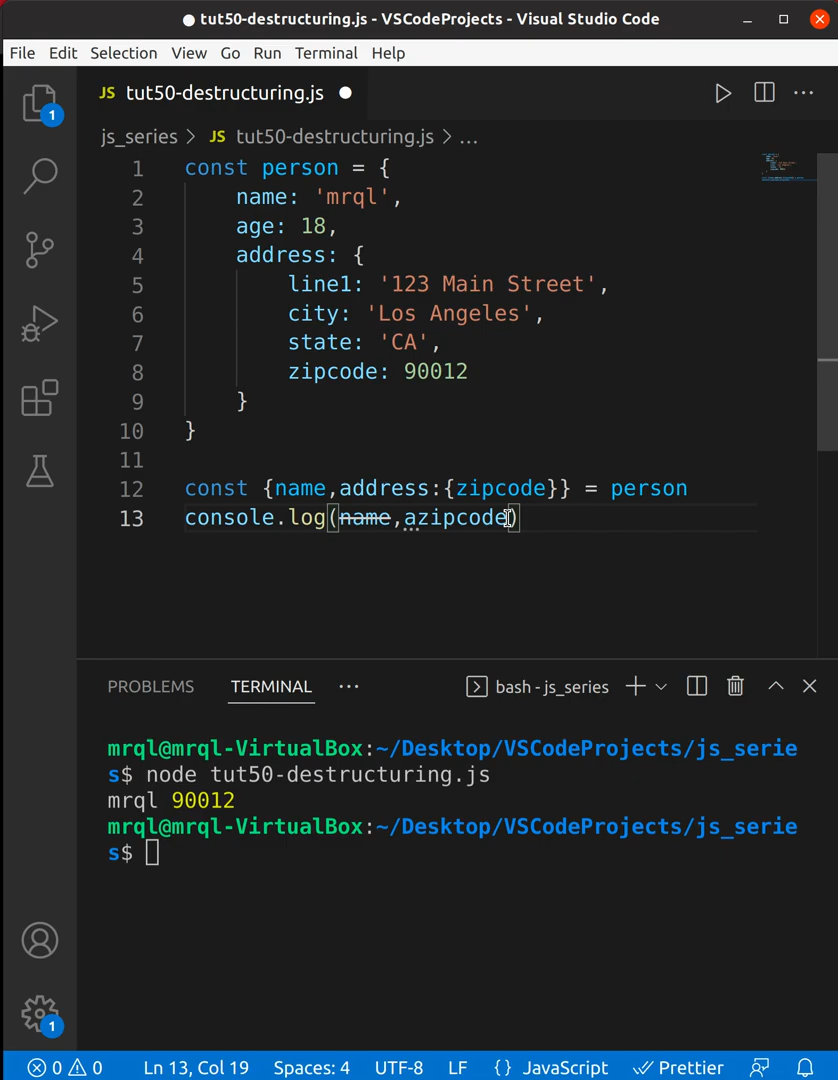 tut50-destructuring.js - VSCodeProjects - Visual Studio Code
File Edit Selection View Go Run Terminal Help
JS tut50-destructuring.js
js_series > JS tut50-destructuring.js > ...
1 const person = {
2 name: 'mrql',
3 age: 18,
4 address: {
5 line1: '123 Main Street',
6 city: 'Los Angeles',
7 state: 'CA',
8 zipcode: 90012
9 }
10 }
11
12 const {name,address:{zipcode}} = person
13 console.log(name,azipcode)
PROBLEMS TERMINAL ... bash - js_series
mrql@mrql-VirtualBox:~/Desktop/VSCodeProjects/js_serie
s$ node tut50-destructuring.js
mrql 90012
mrql@mrql-VirtualBox:~/Desktop/VSCodeProjects/js_serie
s$
1
1
0 0 Ln 13, Col 19 Spaces: 4 UTF-8 LF {} JavaScript Prettier